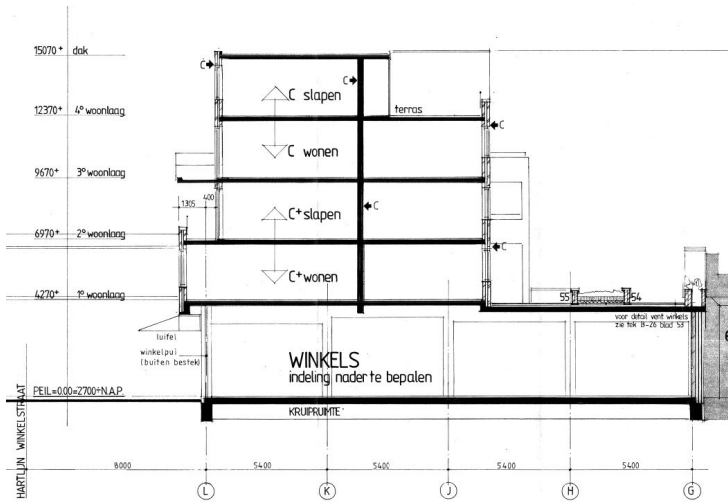 15070+ dak
C
C
C slapen
12370+ 4e woonlaag
terras
C
C wonen
9670+ 3e woonlaag
1305
400
C+ slapen
C
6970+ 2e woonlaag
C
C+ wonen
4270+ 1e woonlaag
55
54
voor detail vent winkels
zie tek B-26 blad 53
luifel
winkelpui
(buiten bestek)
WINKELS
indeling nader te bepalen
PEIL=0.00=2700+N.A.P.
KRUIPRUIMTE
HARTLIJN WINKELSTRAAT
8000
5400
5400
5400
5400
L
K
J
H
G